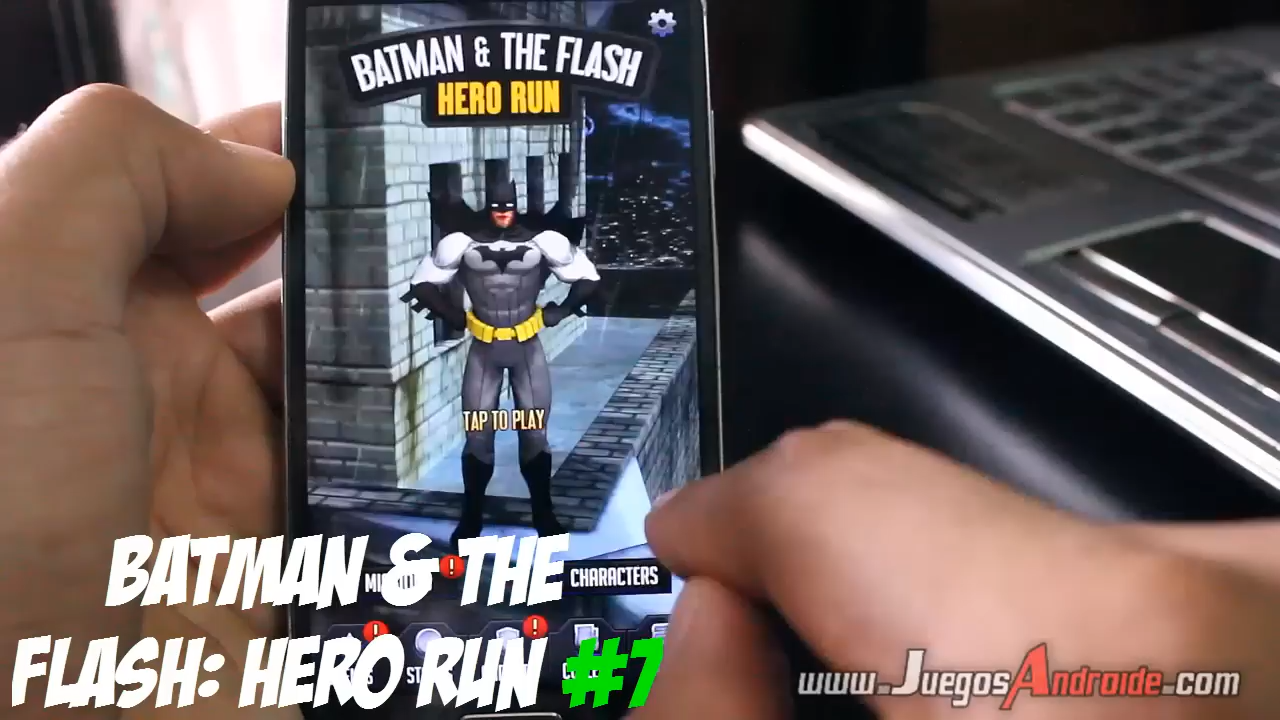 BATMAN & THE FLASH
HERO RUN
TAP TO PLAY
CHARACTERS
BATMAN & THE
FLASH: HERO RUN #7
www.JuegosAndroide.com